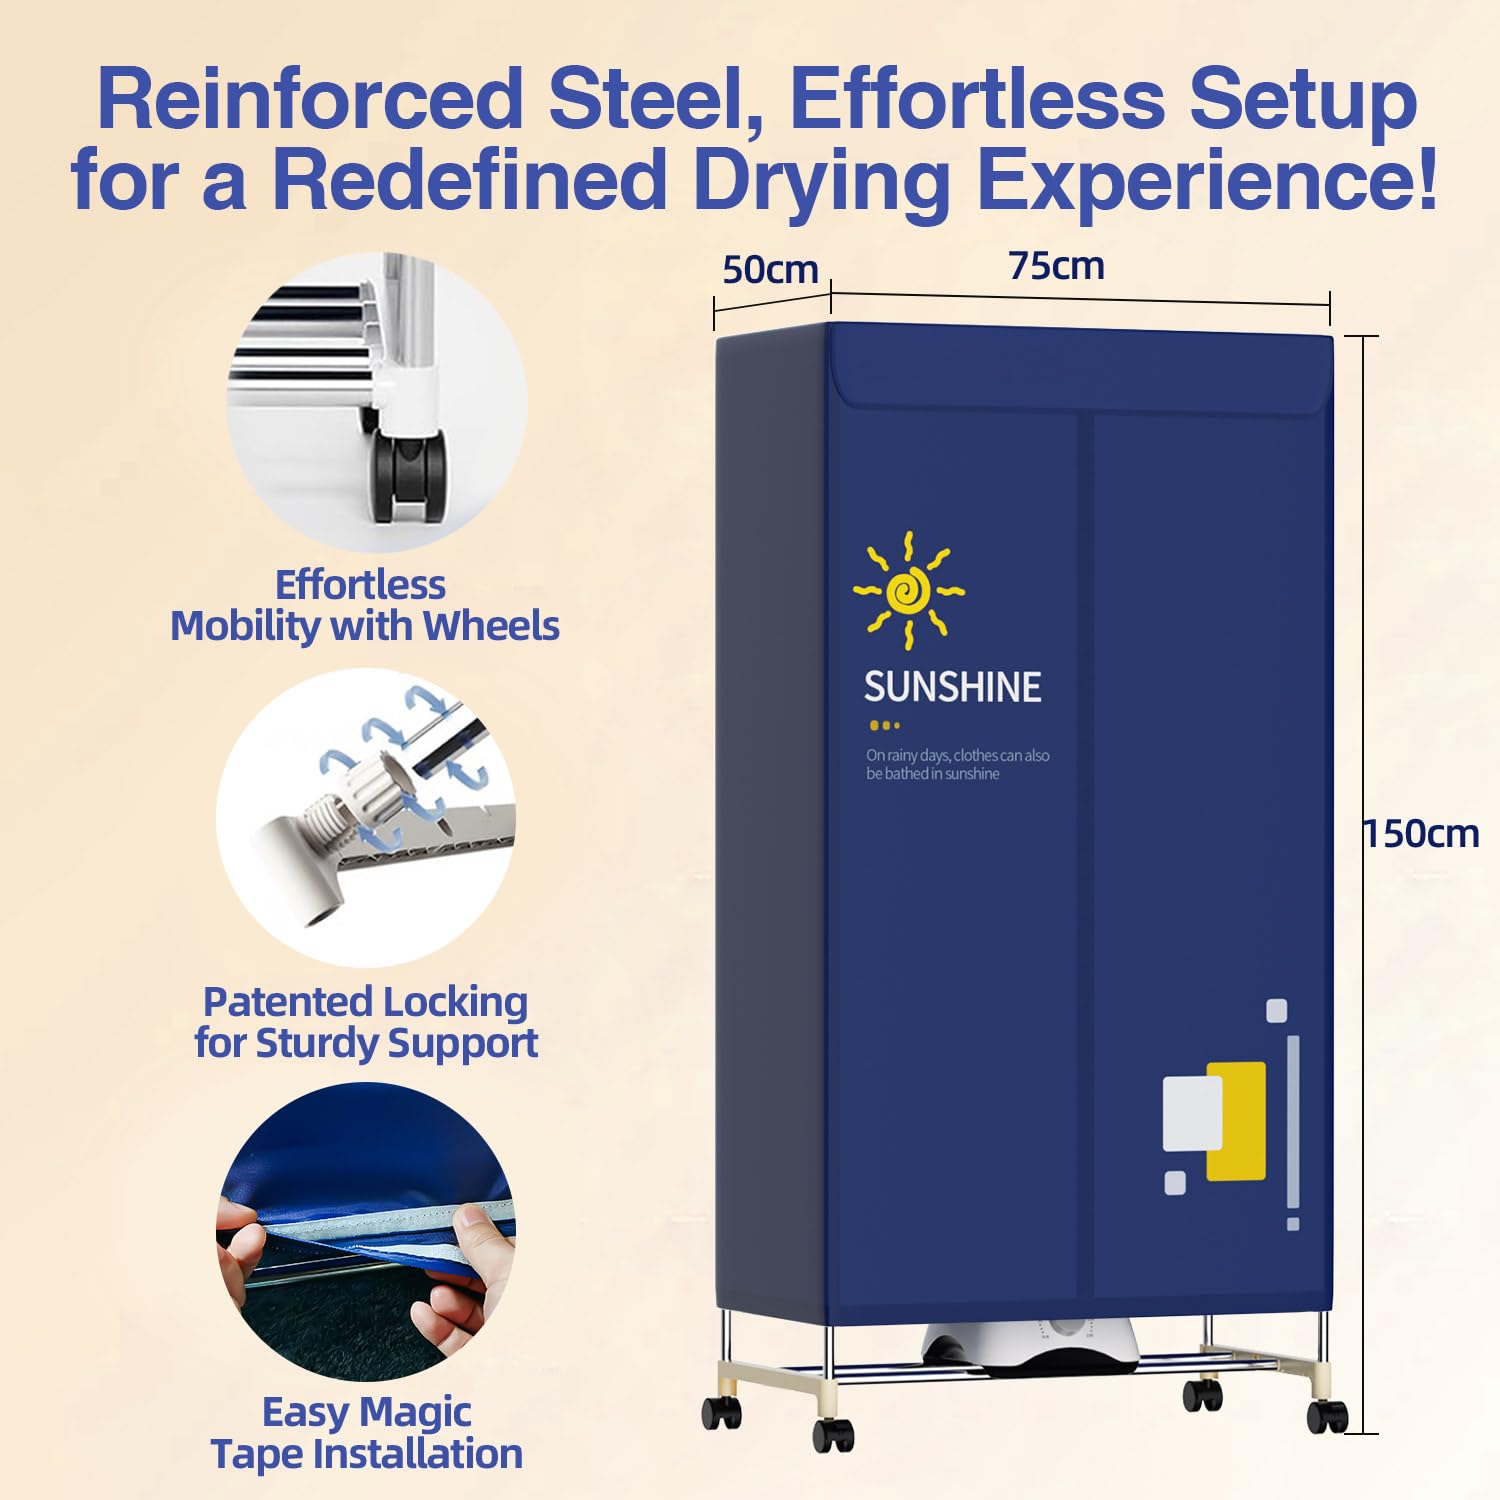 Reinforced Steel, Effortless Setup
for a Redefined Drying Experience!
50cm
75cm
150cm
Effortless
Mobility with Wheels
Patented Locking
for Sturdy Support
Easy Magic
Tape Installation
SUNSHINE
On rainy days, clothes can also
be bathed in sunshine